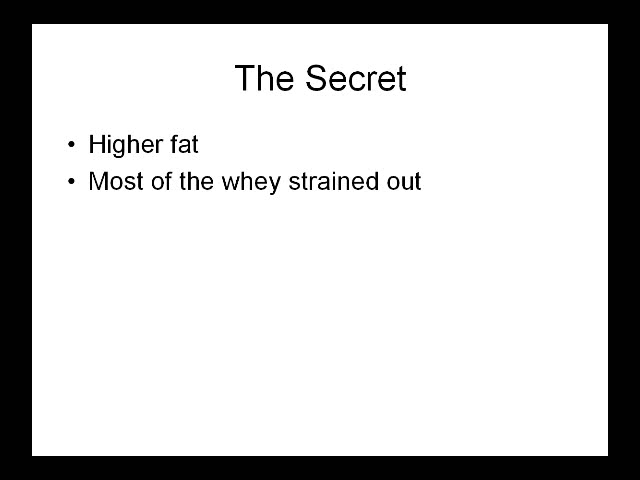 The Secret
• Higher fat
• Most of the whey strained out